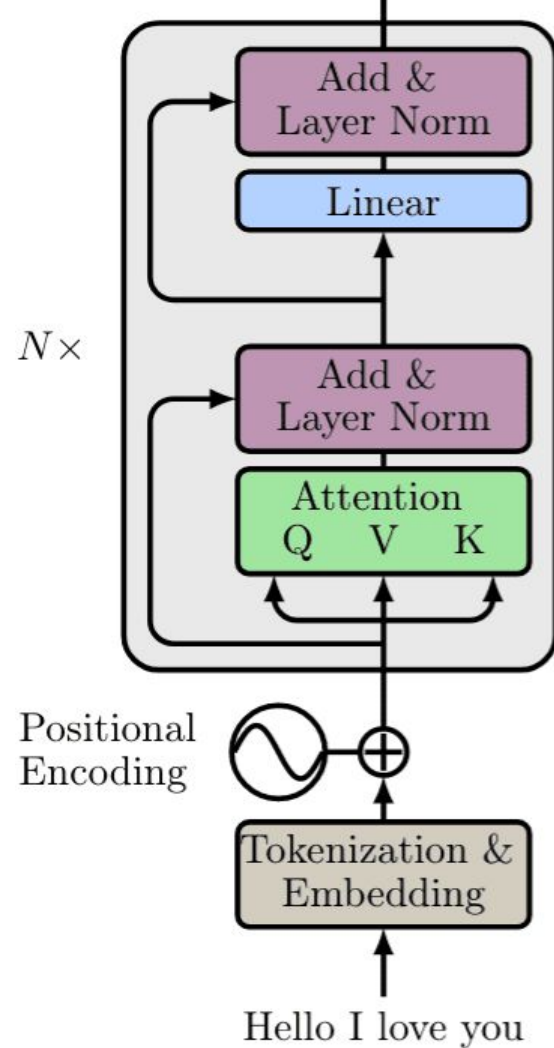 Add &
Layer Norm
Linear
N×
Add &
Layer Norm
Attention
Q V K
Positional
Encoding
Tokenization &
Embedding
Hello I love you